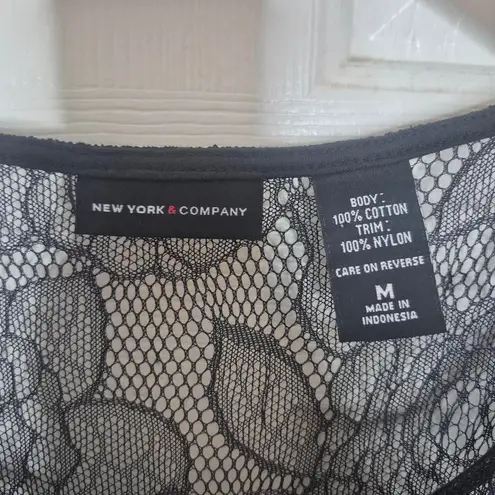 NEW YORK & COMPANY
BODY:
100% COTTON
TRIM:
100% NYLON
CARE ON REVERSE
M
MADE IN
INDONESIA